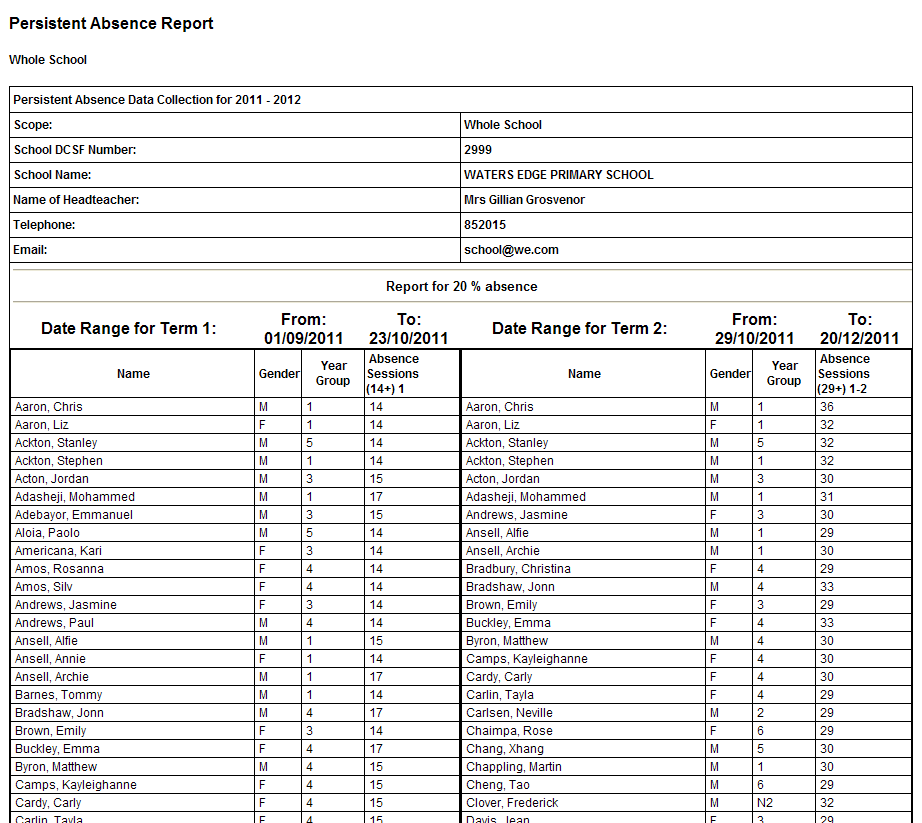 Persistent Absence Report
Whole School
Persistent Absence Data Collection for 2011 - 2012
Scope: Whole School
School DCSF Number: 2999
School Name: WATERS EDGE PRIMARY SCHOOL
Name of Headteacher: Mrs Gillian Grosvenor
Telephone: 852015
Email: school@we.com
Report for 20 % absence
Date Range for Term 1: From: 01/09/2011 To: 23/10/2011 Date Range for Term 2: From: 29/10/2011 To: 20/12/2011
Name Gender Year Group Absence Sessions (14+) 1 Name Gender Year Group Absence Sessions (29+) 1-2
Aaron, Chris M 1 14 Aaron, Chris M 1 36
Aaron, Liz F 1 14 Aaron, Liz F 1 32
Ackton, Stanley M 5 14 Ackton, Stanley M 5 32
Ackton, Stephen M 1 14 Ackton, Stephen M 1 32
Acton, Jordan M 3 15 Acton, Jordan M 3 30
Adasheji, Mohammed M 1 17 Adasheji, Mohammed M 1 31
Adebayor, Emmanuel M 3 15 Andrews, Jasmine F 3 30
Aloia, Paolo M 5 14 Ansell, Alfie M 1 29
Americana, Kari F 3 14 Ansell, Archie M 1 30
Amos, Rosanna F 4 14 Bradbury, Christina F 4 29
Amos, Silv F 4 14 Bradshaw, Jonn M 4 33
Andrews, Jasmine F 3 14 Brown, Emily F 3 29
Andrews, Paul M 4 14 Buckley, Emma F 4 33
Ansell, Alfie M 1 15 Byron, Matthew M 4 30
Ansell, Annie F 1 14 Camps, Kayleighanne F 4 30
Ansell, Archie M 1 17 Cardy, Carly F 4 30
Barnes, Tommy M 1 14 Carlin, Tayla F 4 29
Bradshaw, Jonn M 4 17 Carlsen, Neville M 2 29
Brown, Emily F 3 14 Chaimpa, Rose F 6 29
Buckley, Emma F 4 17 Chang, Xhang M 5 30
Byron, Matthew M 4 15 Chappling, Martin M 1 30
Camps, Kayleighanne F 4 15 Cheng, Tao M 6 29
Cardy, Carly F 4 15 Clover, Frederick M N2 32
Carlin, Tayla F 4 15 Davis, Jean F 3 29